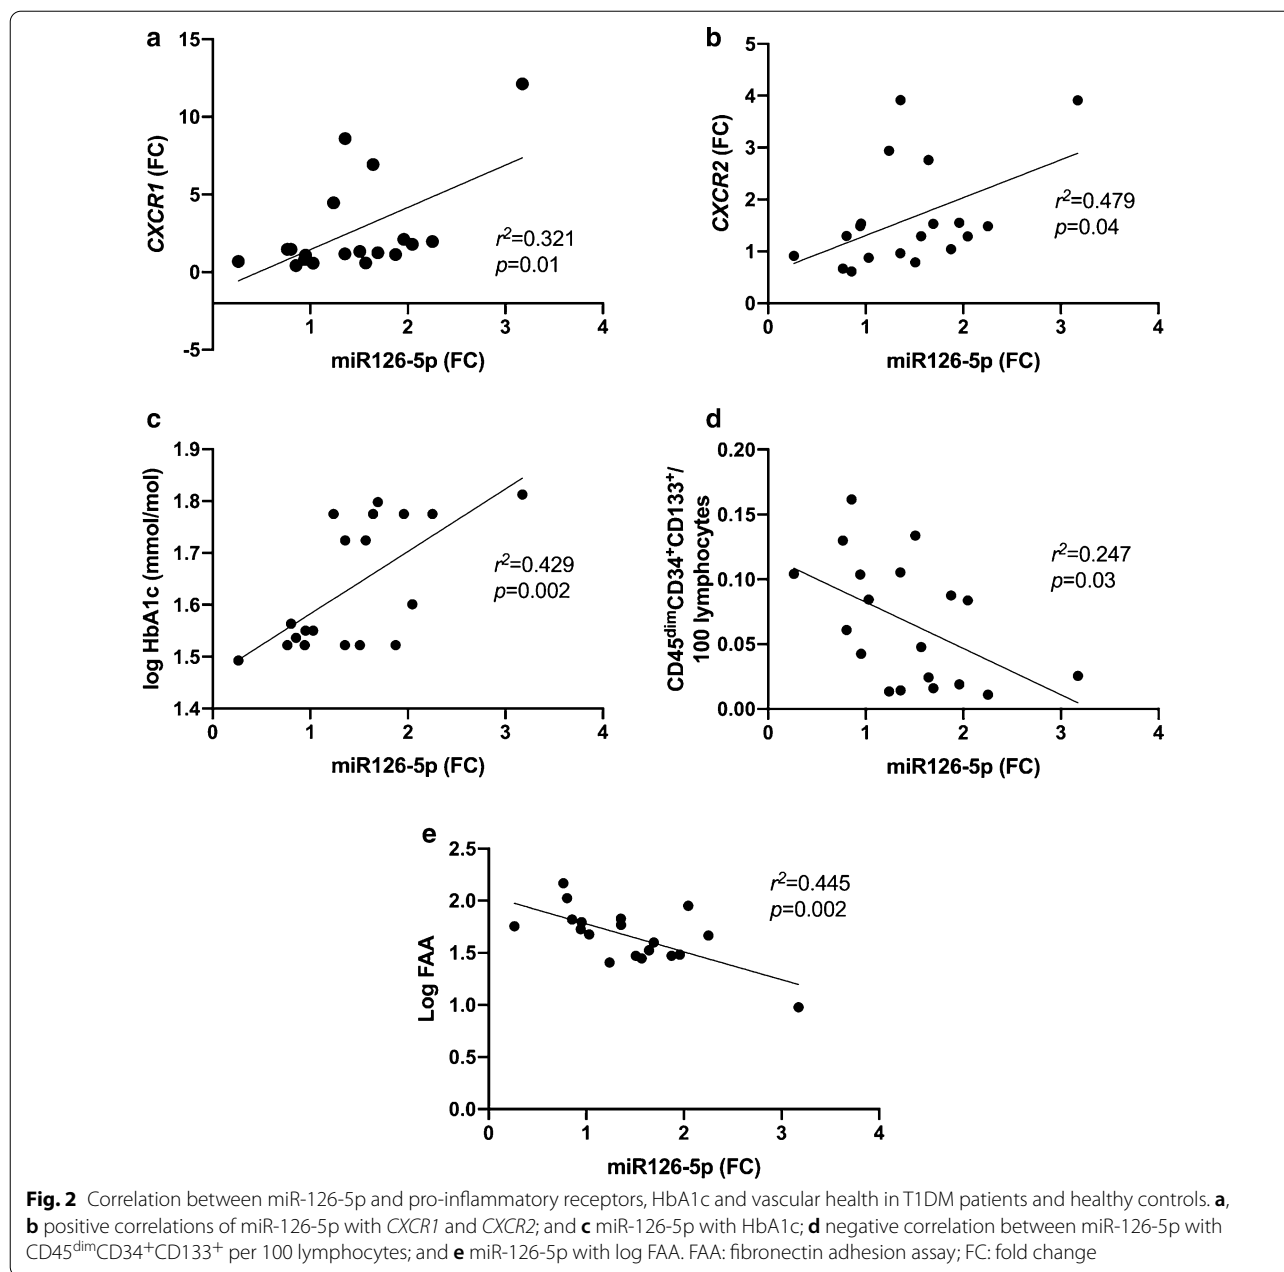 a
15
10
5
0
-5
CXCR1 (FC)
r²=0.321
p=0.01
1 2 3 4
miR126-5p (FC)
b
5
4
3
2
1
0
CXCR2 (FC)
r²=0.479
p=0.04
0 1 2 3 4
miR126-5p (FC)
c
1.9
1.8
1.7
1.6
1.5
1.4
log HbA1c (mmol/mol)
r²=0.429
p=0.002
0 1 2 3 4
miR126-5p (FC)
d
0.20
0.15
0.10
0.05
0.00
CD45ᵈⁱᵐCD34⁺CD133⁺/
100 lymphocytes
r²=0.247
p=0.03
0 1 2 3 4
miR126-5p (FC)
e
2.5
2.0
1.5
1.0
0.5
0.0
Log FAA
r²=0.445
p=0.002
0 1 2 3 4
miR126-5p (FC)
Fig. 2 Correlation between miR-126-5p and pro-inflammatory receptors, HbA1c and vascular health in T1DM patients and healthy controls. a,
b positive correlations of miR-126-5p with CXCR1 and CXCR2; and c miR-126-5p with HbA1c; d negative correlation between miR-126-5p with
CD45ᵈⁱᵐCD34⁺CD133⁺ per 100 lymphocytes; and e miR-126-5p with log FAA. FAA: fibronectin adhesion assay; FC: fold change